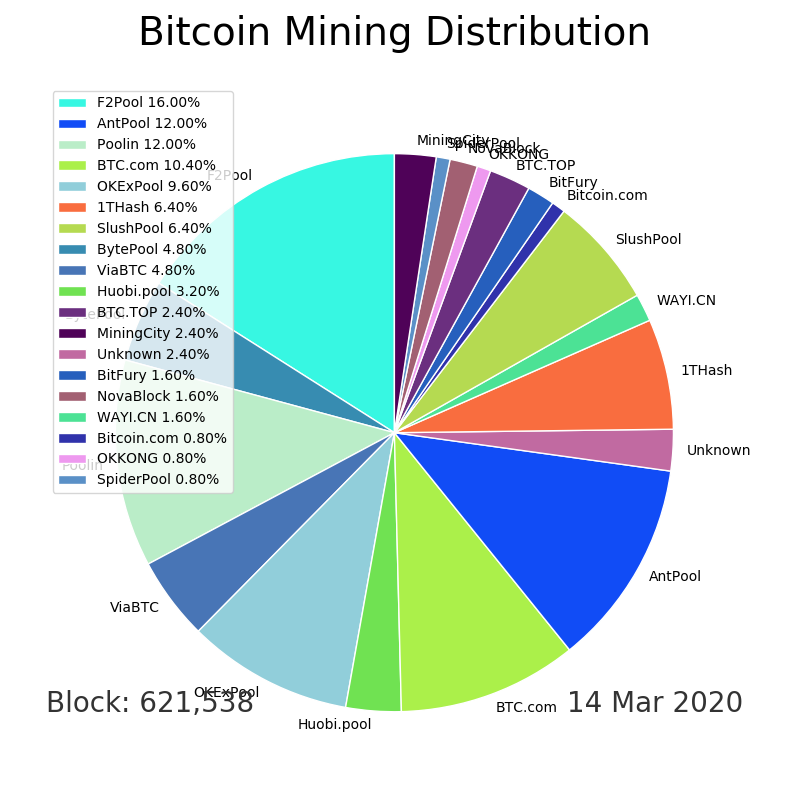 Bitcoin Mining Distribution
F2Pool 16.00%
AntPool 12.00%
Poolin 12.00%
BTC.com 10.40%
OKExPool 9.60%
1THash 6.40%
SlushPool 6.40%
BytePool 4.80%
ViaBTC 4.80%
Huobi.pool 3.20%
BTC.TOP 2.40%
MiningCity 2.40%
Unknown 2.40%
BitFury 1.60%
NovaBlock 1.60%
WAYI.CN 1.60%
Bitcoin.com 0.80%
OKKONG 0.80%
SpiderPool 0.80%
MiningCity
SpiderPool
NovaBlock
OKKONG
BTC.TOP
BitFury
Bitcoin.com
SlushPool
WAYI.CN
1THash
Unknown
AntPool
BTC.com
Huobi.pool
OKExPool
ViaBTC
Poolin
BytePool
F2Pool
Block: 621,538
14 Mar 2020